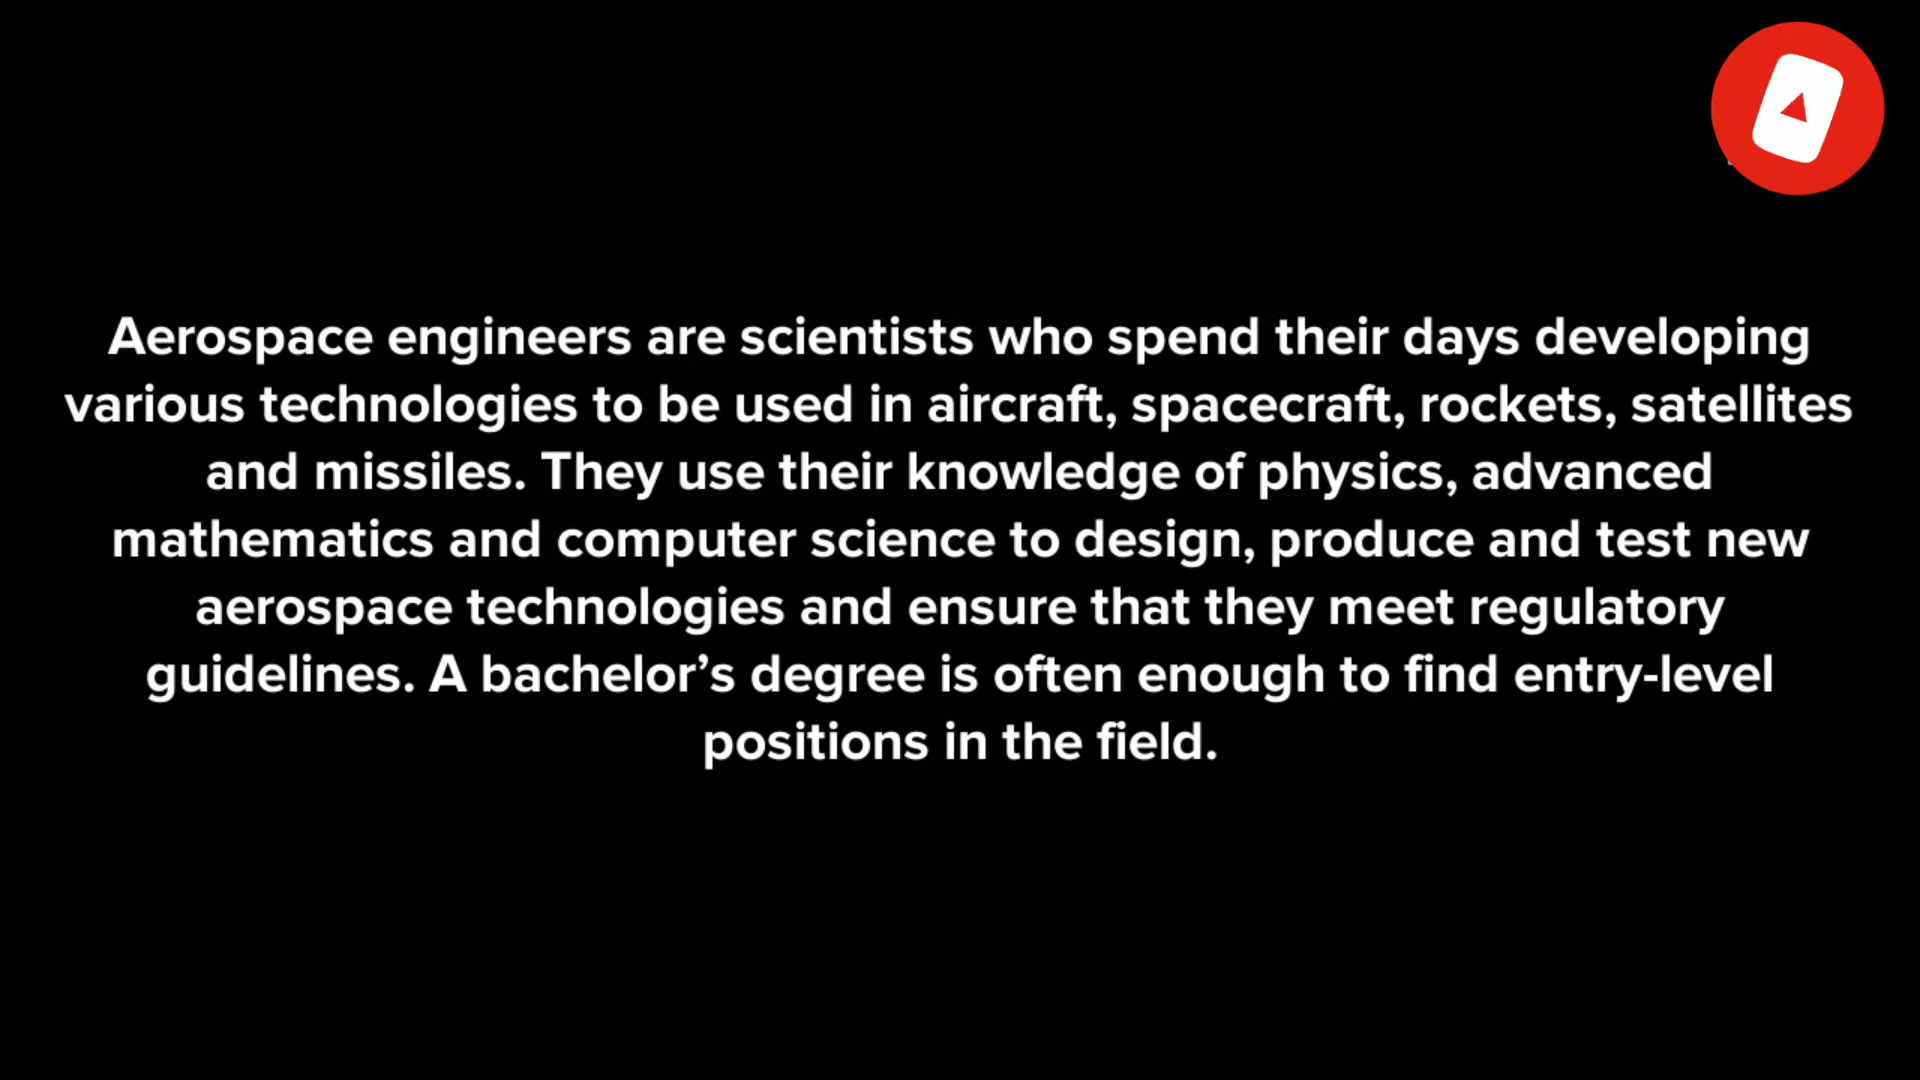 Aerospace engineers are scientists who spend their days developing
various technologies to be used in aircraft, spacecraft, rockets, satellites
and missiles. They use their knowledge of physics, advanced
mathematics and computer science to design, produce and test new
aerospace technologies and ensure that they meet regulatory
guidelines. A bachelor’s degree is often enough to find entry-level
positions in the field.